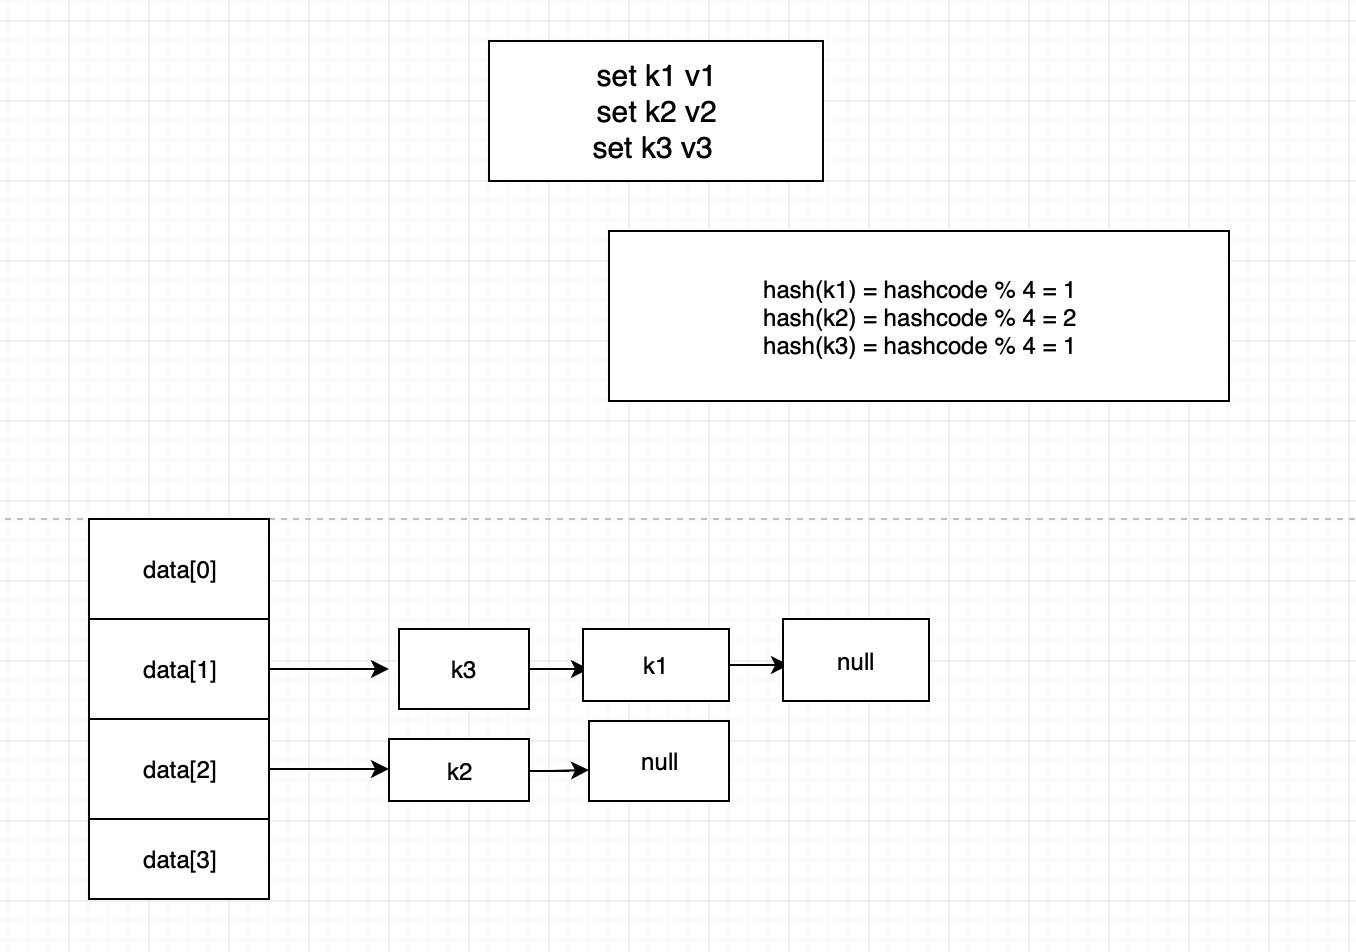 set k1 v1
set k2 v2
set k3 v3
hash(k1) = hashcode % 4 = 1
hash(k2) = hashcode % 4 = 2
hash(k3) = hashcode % 4 = 1
data[0]
data[1]
k3
k1
null
data[2]
k2
null
data[3]